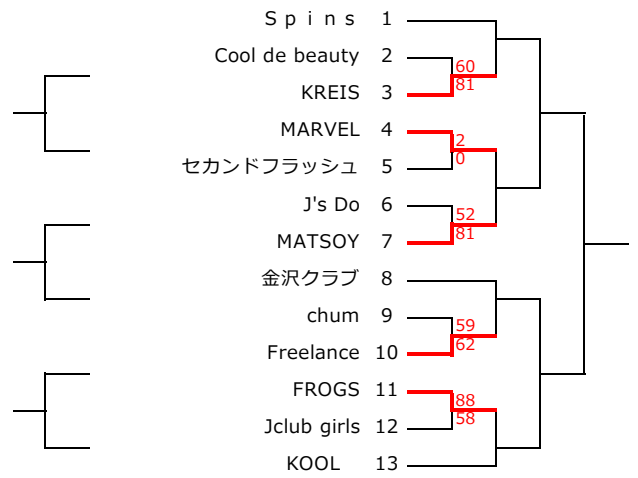 Ｓｐｉｎｓ 1
Cool de beauty 2
60
KREIS 3
81
MARVEL 4
2
セカンドフラッシュ 5
0
J's Do 6
52
MATSOY 7
81
金沢クラブ 8
chum 9
59
Freelance 10
62
FROGS 11
88
Jclub girls 12
58
KOOL 13